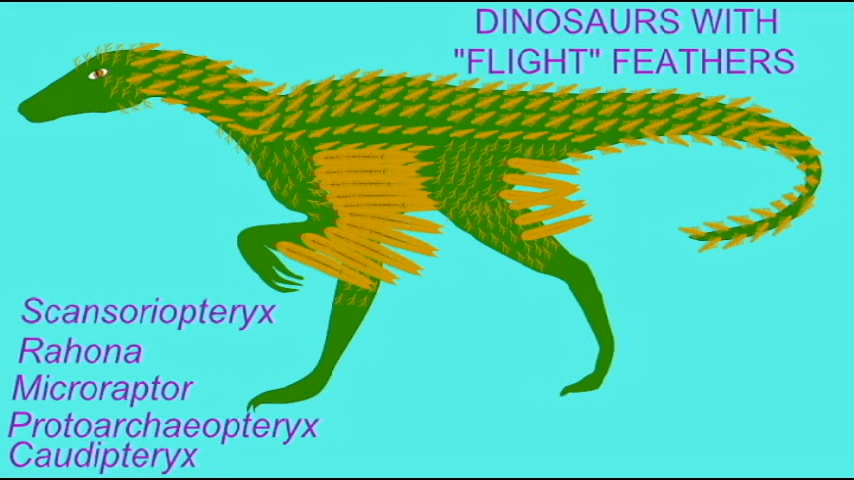 DINOSAURS WITH
"FLIGHT" FEATHERS
Scansoriopteryx
Rahona
Microraptor
Protoarchaeopteryx
Caudipteryx